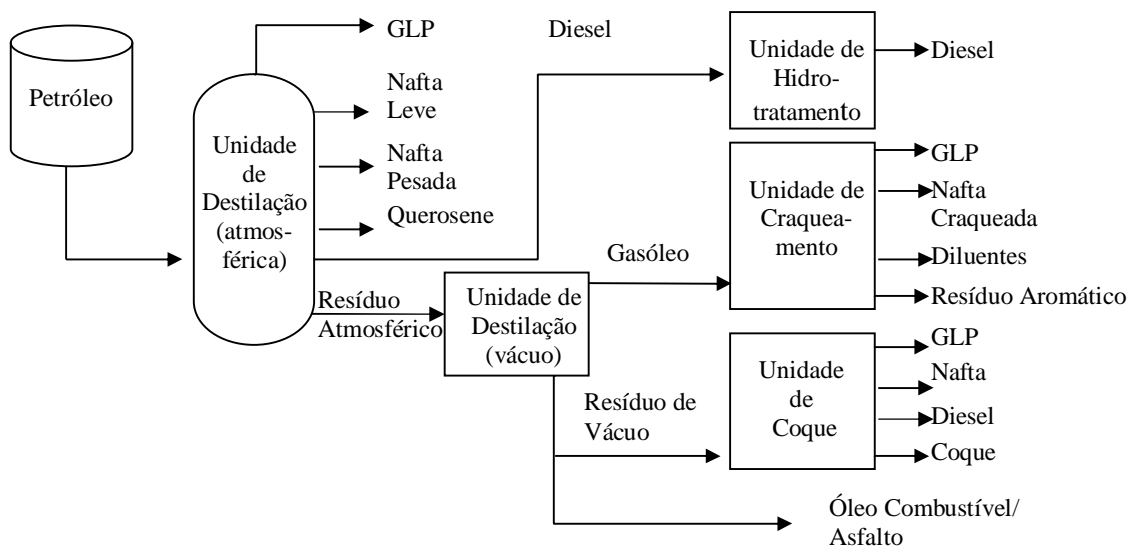 Petróleo
Unidade
de
Destilação
(atmos-
férica)
GLP
Nafta
Leve
Nafta
Pesada
Querosene
Diesel
Resíduo
Atmosférico
Unidade de
Destilação
(vácuo)
Gasóleo
Resíduo de
Vácuo
Unidade de
Hidro-
tratamento
Diesel
Unidade de
Craquea-
mento
GLP
Nafta
Craqueada
Diluentes
Resíduo Aromático
Unidade
de
Coque
GLP
Nafta
Diesel
Coque
Óleo Combustível/
Asfalto